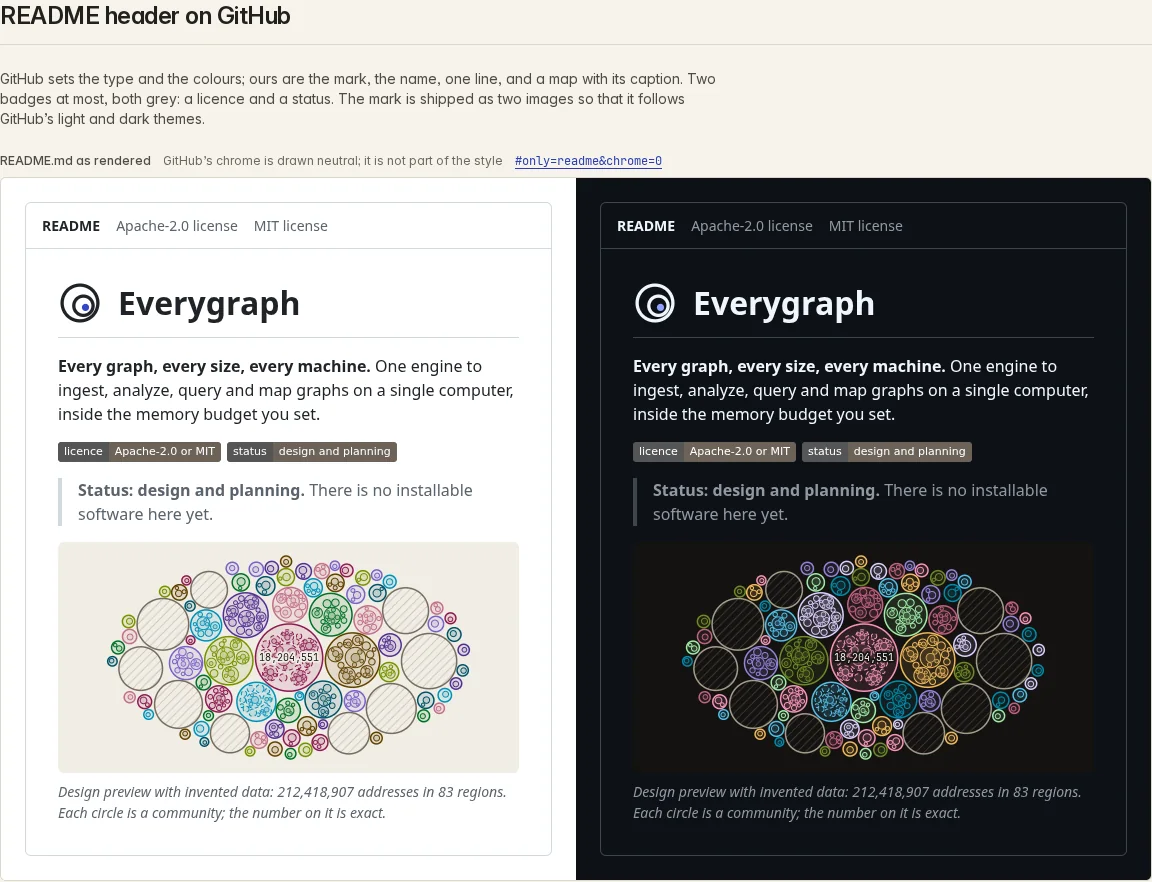 README header on GitHub
GitHub sets the type and the colours; ours are the mark, the name, one line, and a map with its caption. Two
badges at most, both grey: a licence and a status. The mark is shipped as two images so that it follows
GitHub's light and dark themes.
README.md as rendered GitHub's chrome is drawn neutral; it is not part of the style #only=readme&chrome=0
README Apache-2.0 license MIT license
Everygraph
Every graph, every size, every machine. One engine to
ingest, analyze, query and map graphs on a single computer,
inside the memory budget you set.
licence Apache-2.0 or MIT status design and planning
Status: design and planning. There is no installable
software here yet.
18,204,551
Design preview with invented data: 212,418,907 addresses in 83 regions.
Each circle is a community; the number on it is exact.
README Apache-2.0 license MIT license
Everygraph
Every graph, every size, every machine. One engine to
ingest, analyze, query and map graphs on a single computer,
inside the memory budget you set.
licence Apache-2.0 or MIT status design and planning
Status: design and planning. There is no installable
software here yet.
18,204,551
Design preview with invented data: 212,418,907 addresses in 83 regions.
Each circle is a community; the number on it is exact.